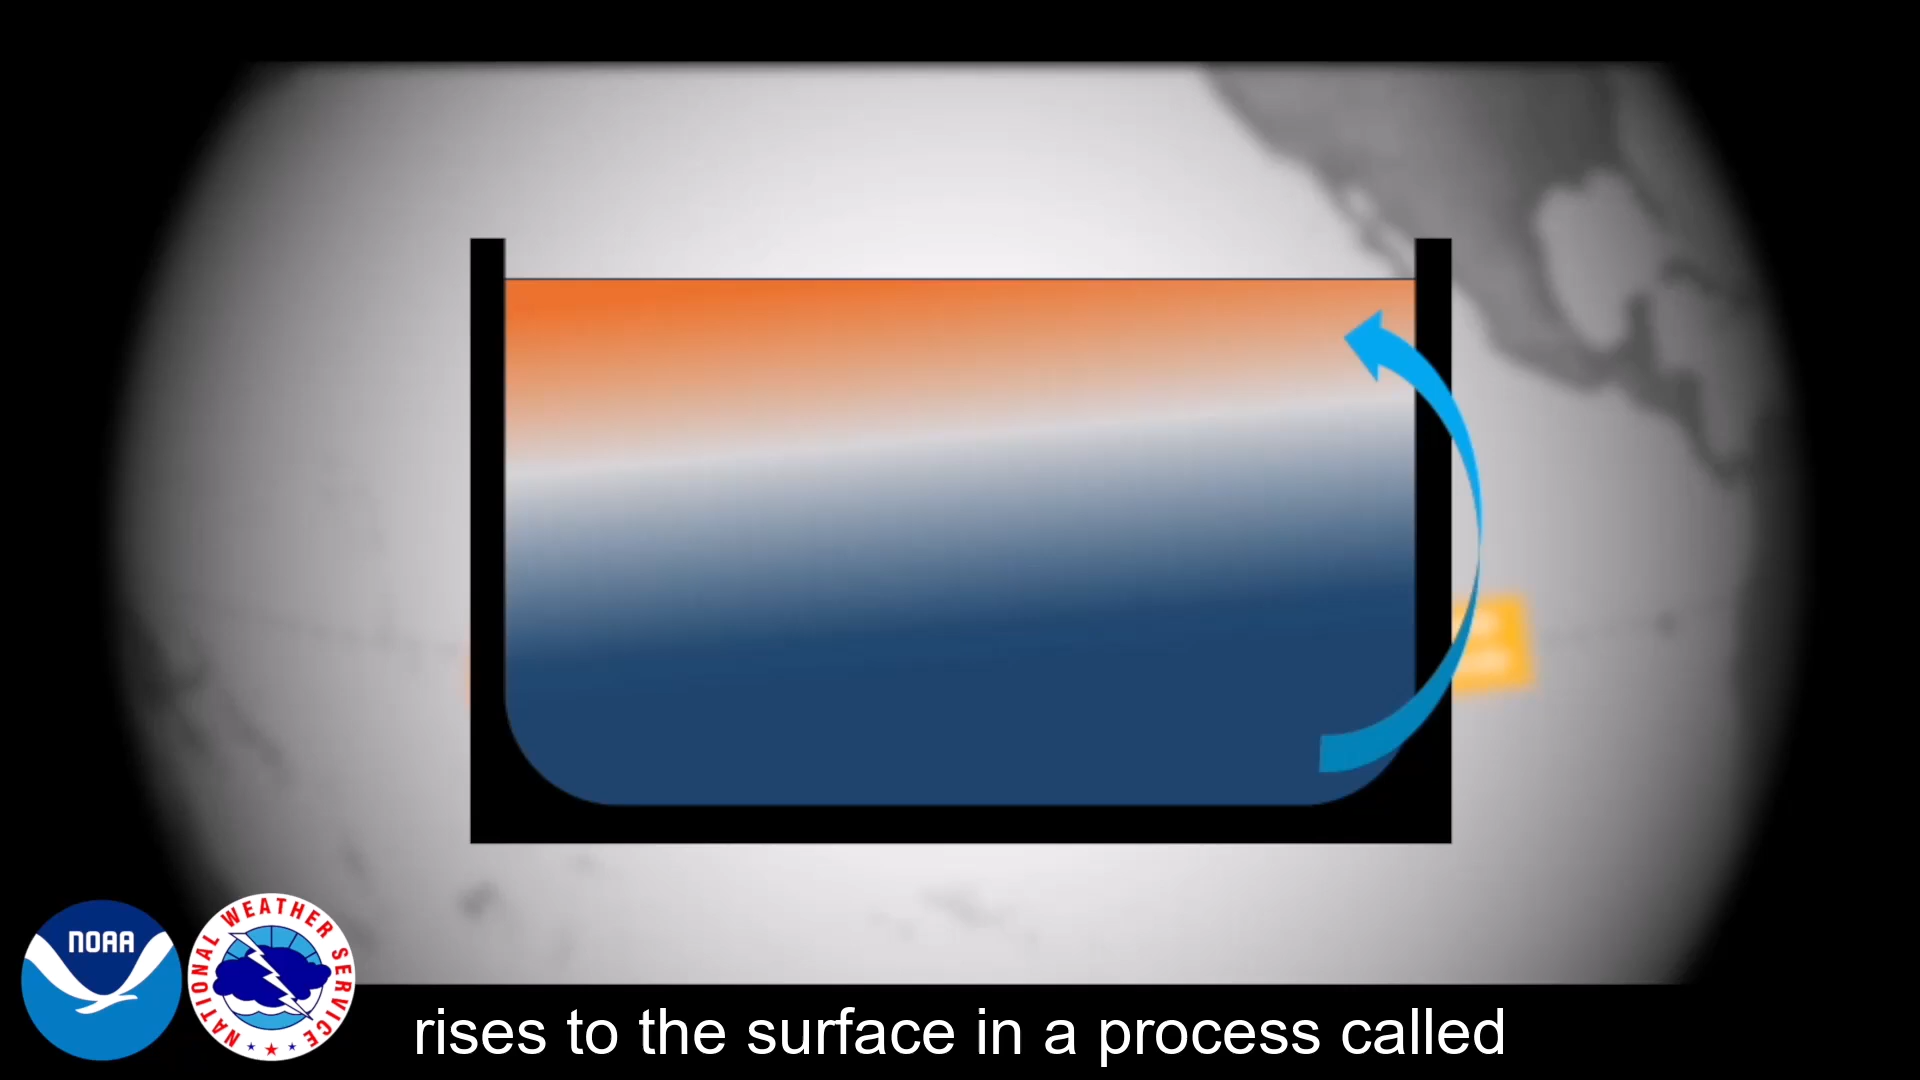 NOAA
NATIONAL WEATHER SERVICE
rises to the surface in a process called